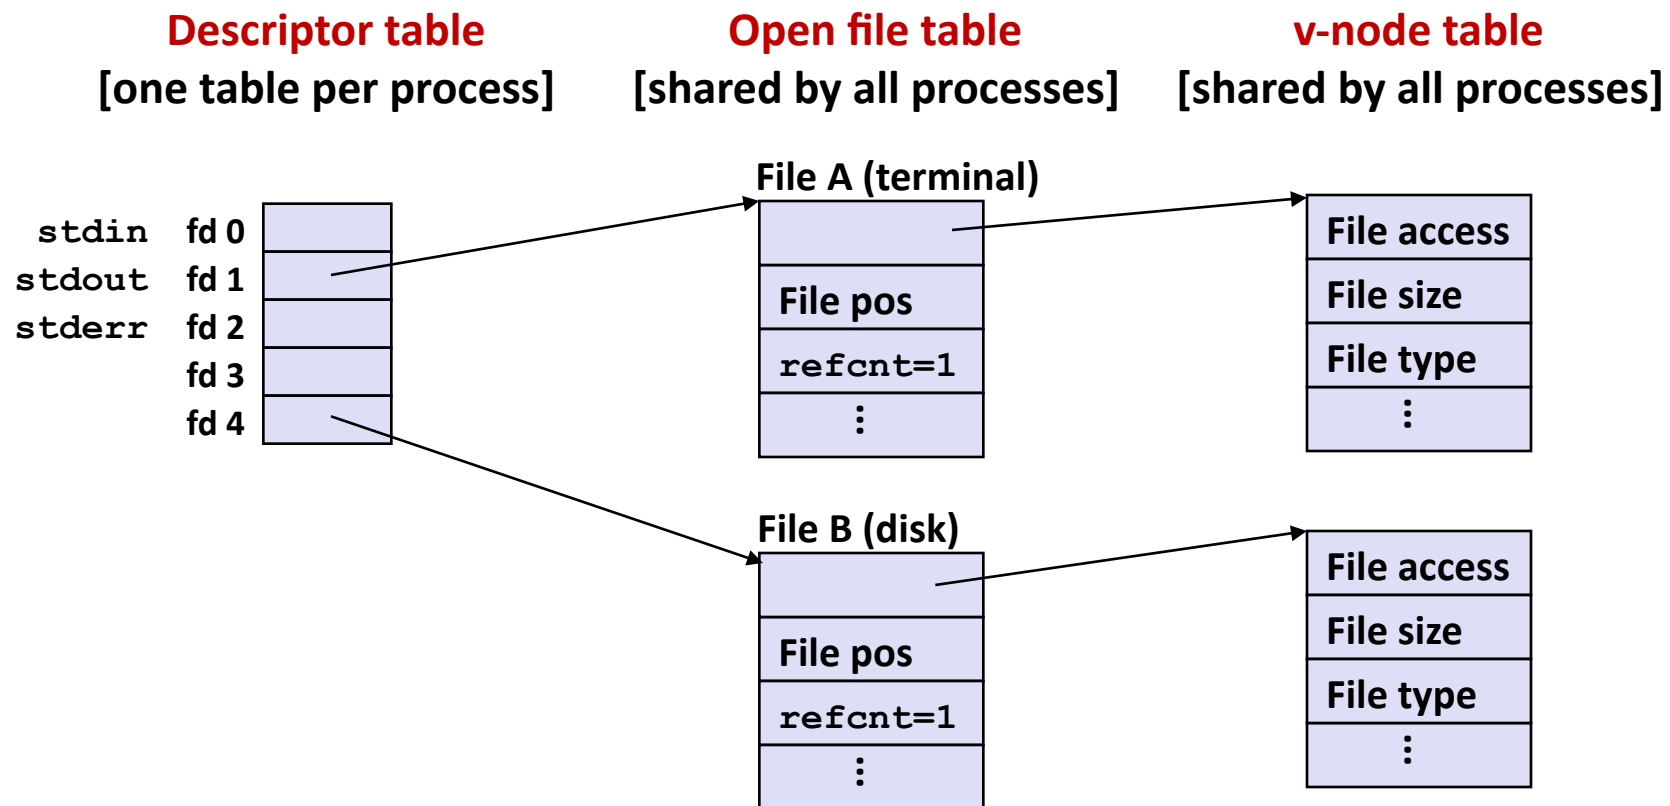 Descriptor table
[one table per process]
Open file table
[shared by all processes]
v-node table
[shared by all processes]
stdin fd 0
stdout fd 1
stderr fd 2
fd 3
fd 4
File A (terminal)
File pos
refcnt=1
⋮
File access
File size
File type
⋮
File B (disk)
File pos
refcnt=1
⋮
File access
File size
File type
⋮